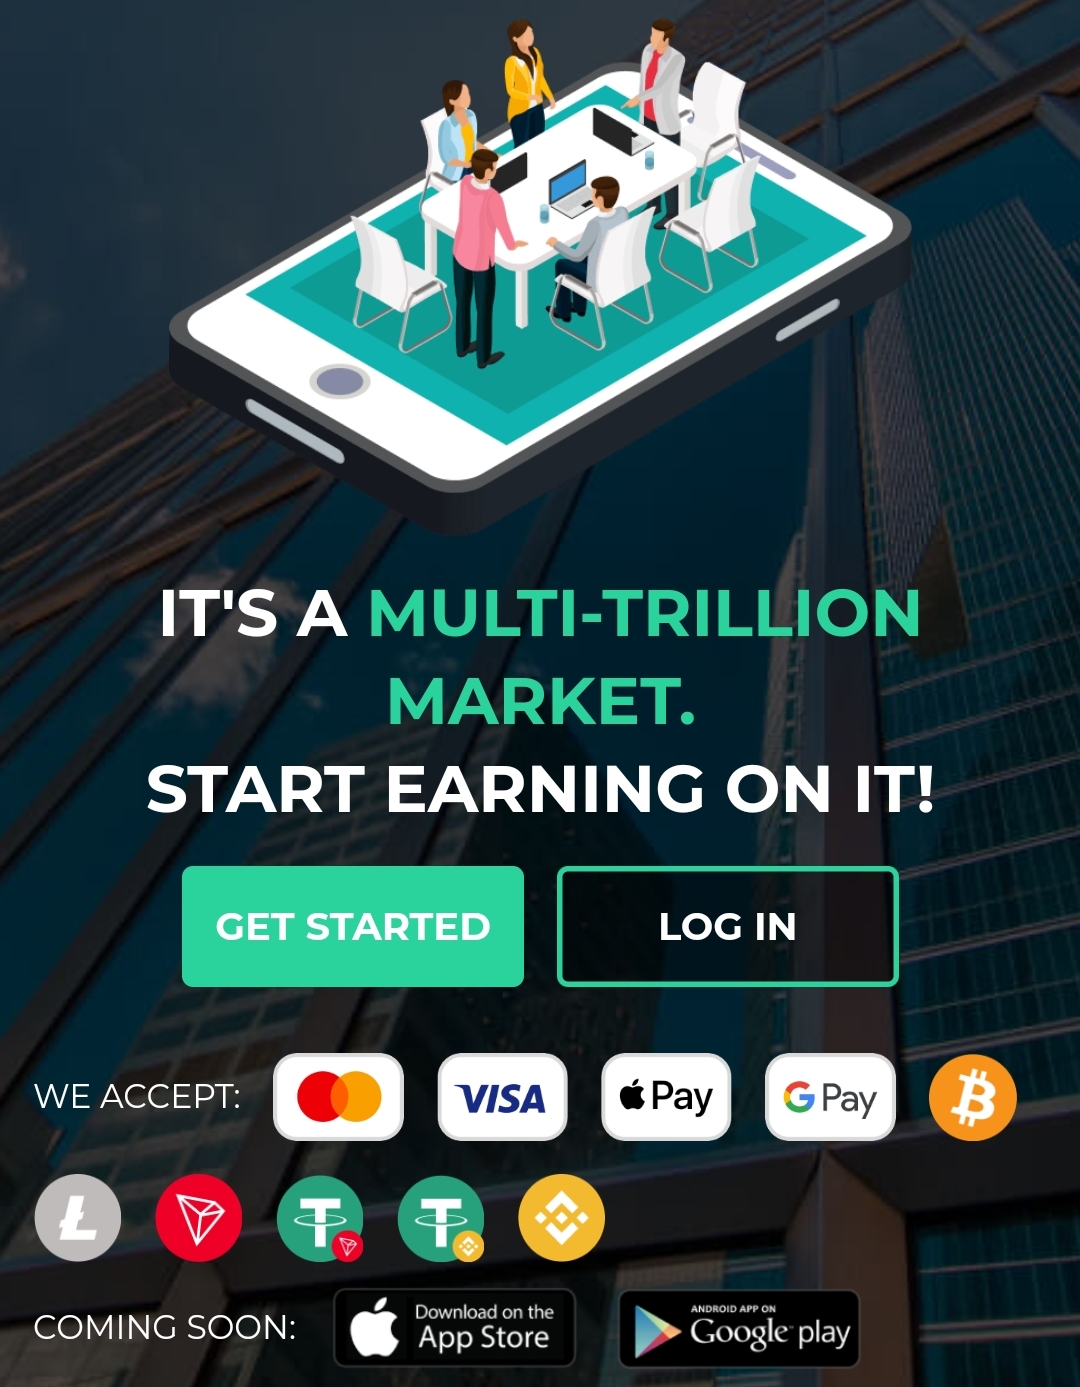 IT'S A MULTI-TRILLION
MARKET.
START EARNING ON IT!
GET STARTED
LOG IN
WE ACCEPT:
VISA
Pay
G Pay
COMING SOON:
Download on the
App Store
ANDROID APP ON
Google play